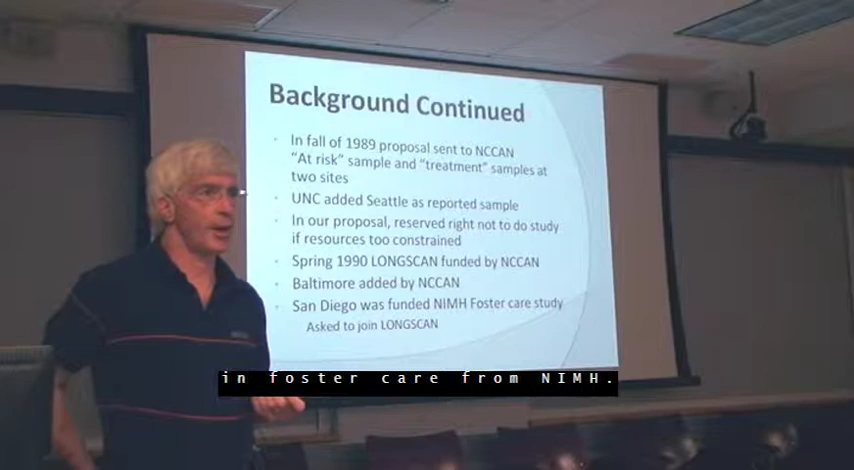 Background Continued
In fall of 1989 proposal sent to NCCAN
"At risk" sample and "treatment" samples at
two sites
UNC added Seattle as reported sample
In our proposal, reserved right not to do study
if resources too constrained
Spring 1990 LONGSCAN funded by NCCAN
Baltimore added by NCCAN
San Diego was funded NIMH Foster care study
Asked to join LONGSCAN
in foster care from NIMH.